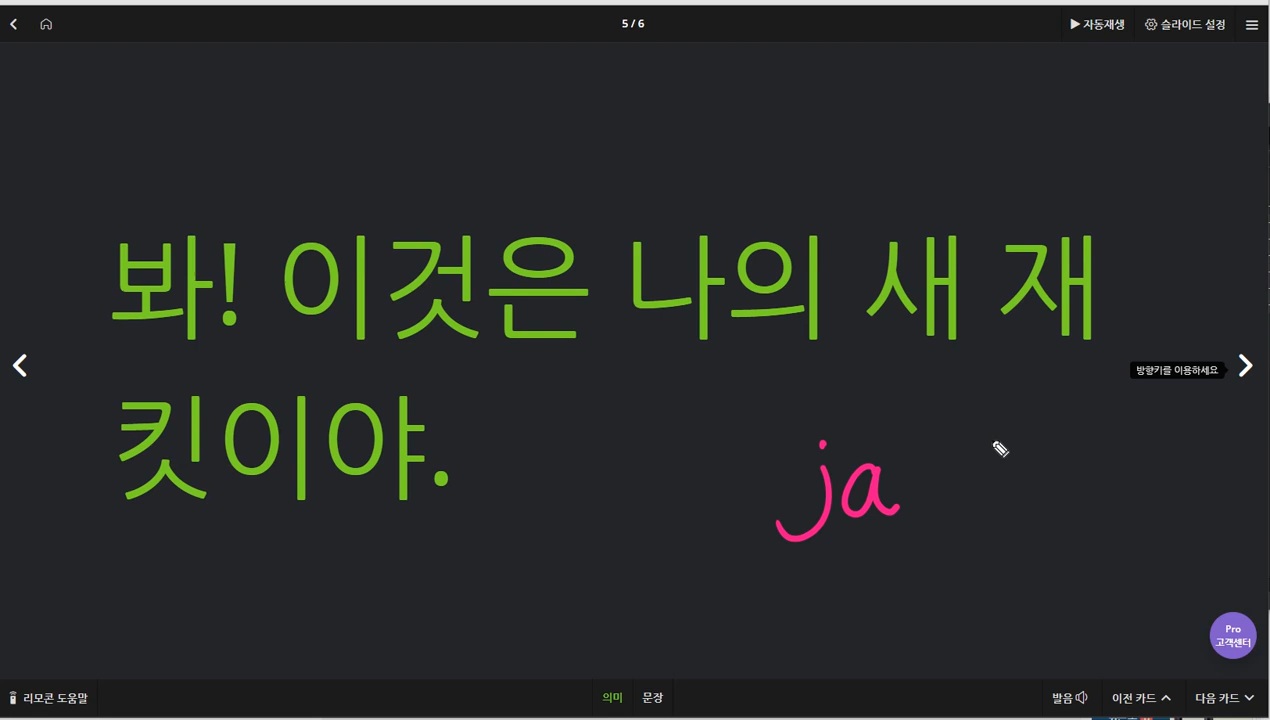 5 / 6
자동재생
슬라이드 설정
봐! 이것은 나의 새 재
킷이야.
방향키를 이용하세요
ja
Pro
고객센터
리모콘 도움말
의미
문장
발음
이전 카드
다음 카드